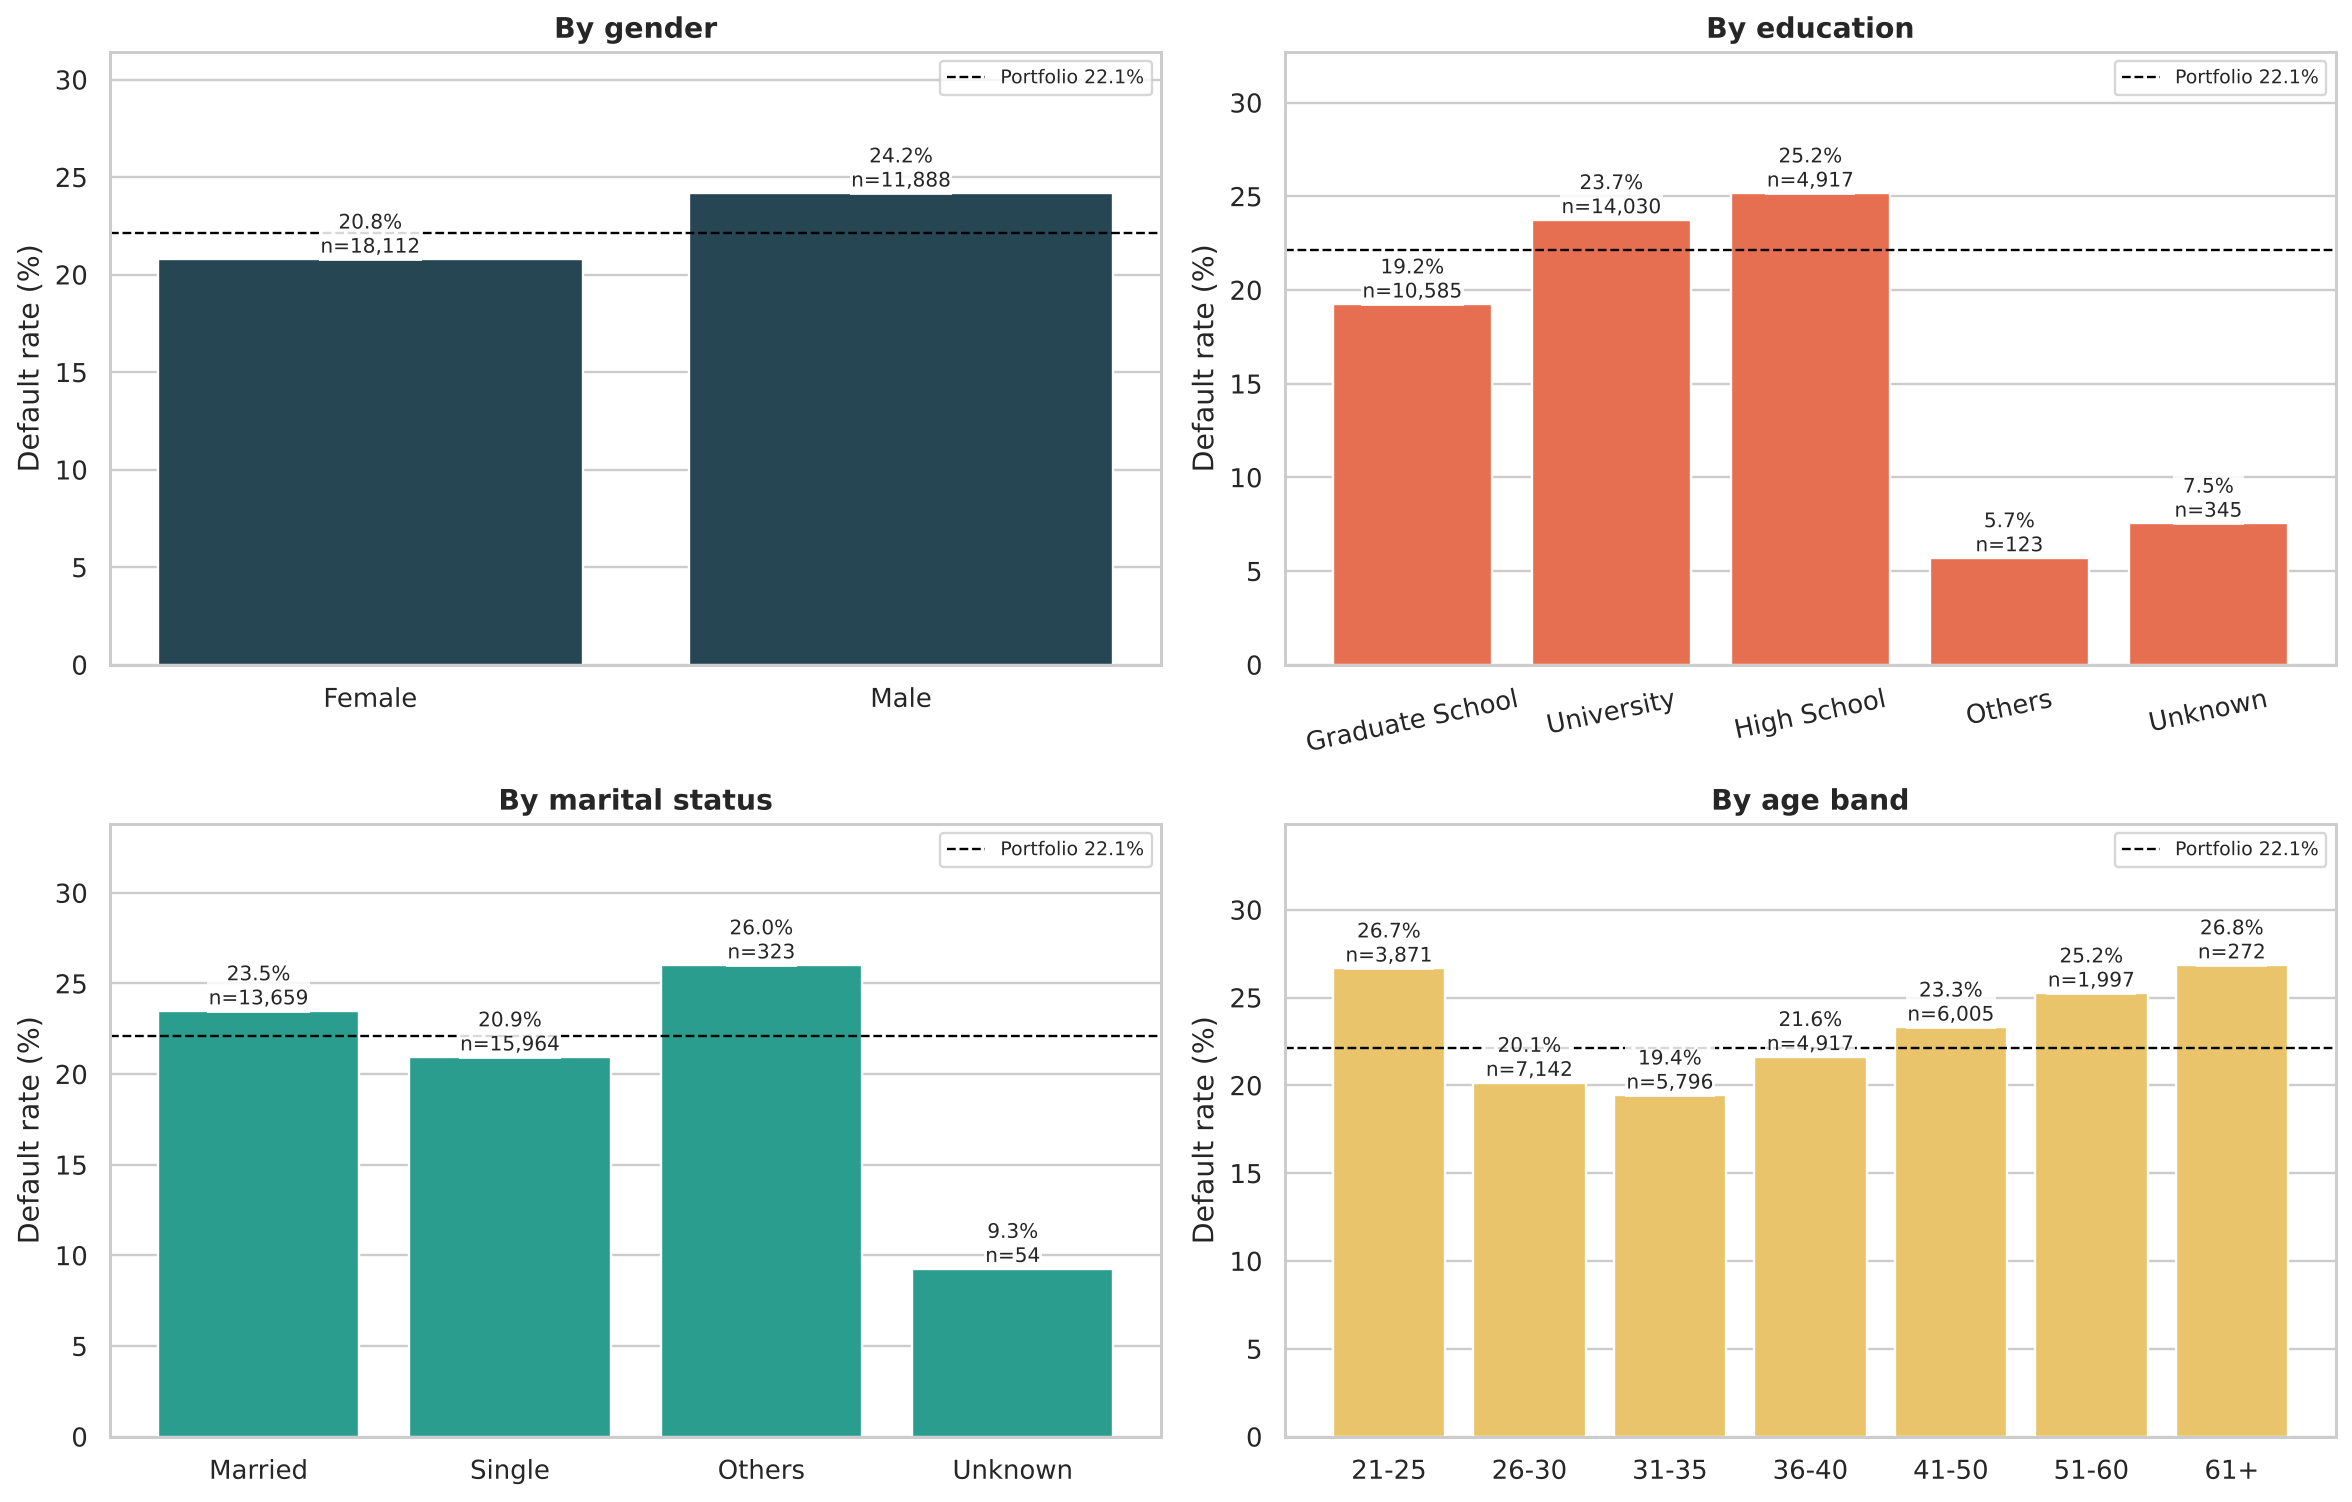 By gender
Portfolio 22.1%
Default rate (%)
30
25
20
15
10
5
0
20.8%
n=18,112
24.2%
n=11,888
Female
Male
By education
Portfolio 22.1%
Default rate (%)
30
25
20
15
10
5
0
19.2%
n=10,585
23.7%
n=14,030
25.2%
n=4,917
5.7%
n=123
7.5%
n=345
Graduate School
University
High School
Others
Unknown
By marital status
Portfolio 22.1%
Default rate (%)
30
25
20
15
10
5
0
23.5%
n=13,659
20.9%
n=15,964
26.0%
n=323
9.3%
n=54
Married
Single
Others
Unknown
By age band
Portfolio 22.1%
Default rate (%)
30
25
20
15
10
5
0
26.7%
n=3,871
20.1%
n=7,142
19.4%
n=5,796
21.6%
n=4,917
23.3%
n=6,005
25.2%
n=1,997
26.8%
n=272
21-25
26-30
31-35
36-40
41-50
51-60
61+